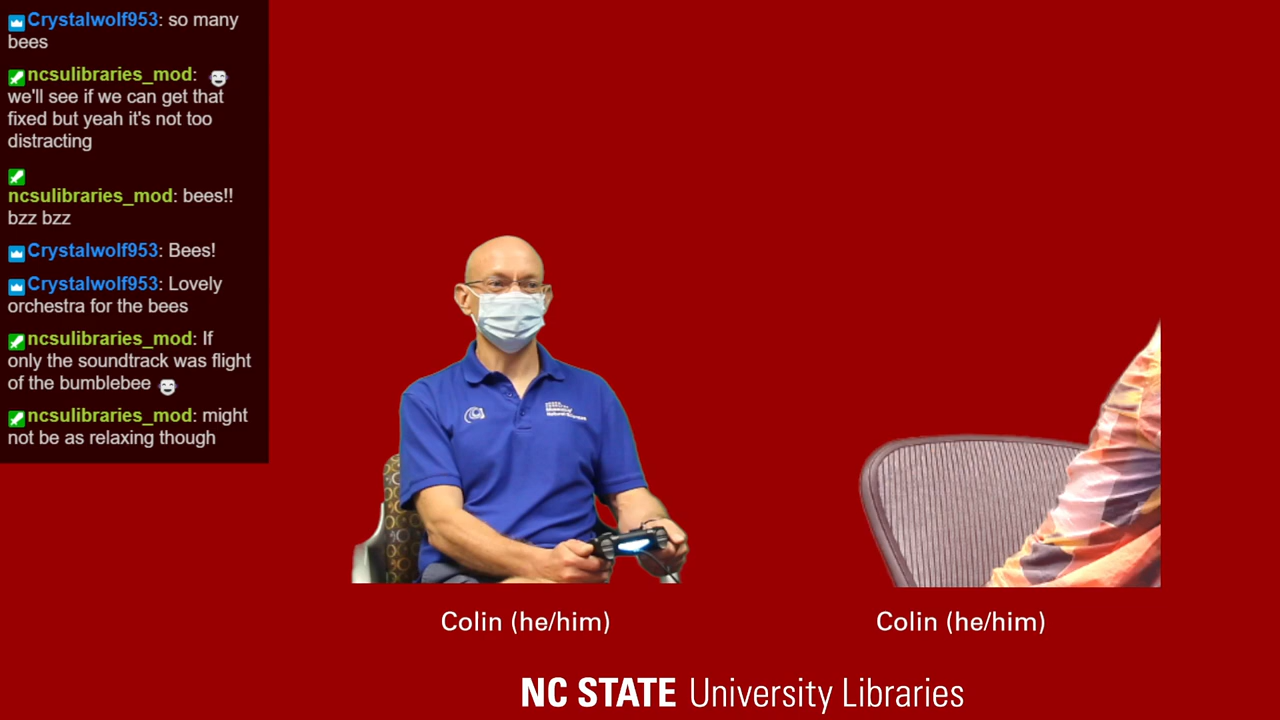 Crystalwolf953: so many
bees
ncsulibraries_mod:
we'll see if we can get that
fixed but yeah it's not too
distracting
ncsulibraries_mod: bees!!
bzz bzz
Crystalwolf953: Bees!
Crystalwolf953: Lovely
orchestra for the bees
ncsulibraries_mod: If
only the soundtrack was flight
of the bumblebee
ncsulibraries_mod: might
not be as relaxing though
Colin (he/him)
Colin (he/him)
NC STATE University Libraries